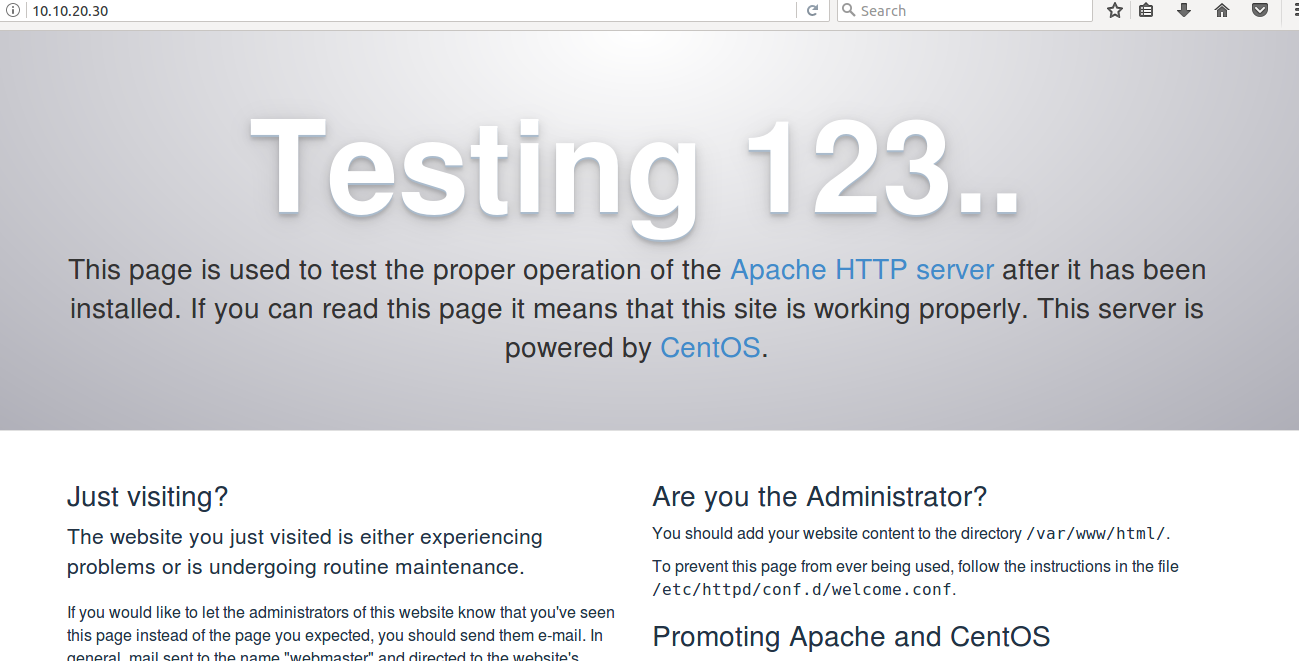 10.10.20.30
Search
Testing 123..
This page is used to test the proper operation of the Apache HTTP server after it has been
installed. If you can read this page it means that this site is working properly. This server is
powered by CentOS.
Just visiting?
The website you just visited is either experiencing
problems or is undergoing routine maintenance.
If you would like to let the administrators of this website know that you've seen
this page instead of the page you expected, you should send them e-mail. In
general, mail sent to the name "webmaster" and directed to the website's
Are you the Administrator?
You should add your website content to the directory /var/www/html/.
To prevent this page from ever being used, follow the instructions in the file
/etc/httpd/conf.d/welcome.conf.
Promoting Apache and CentOS